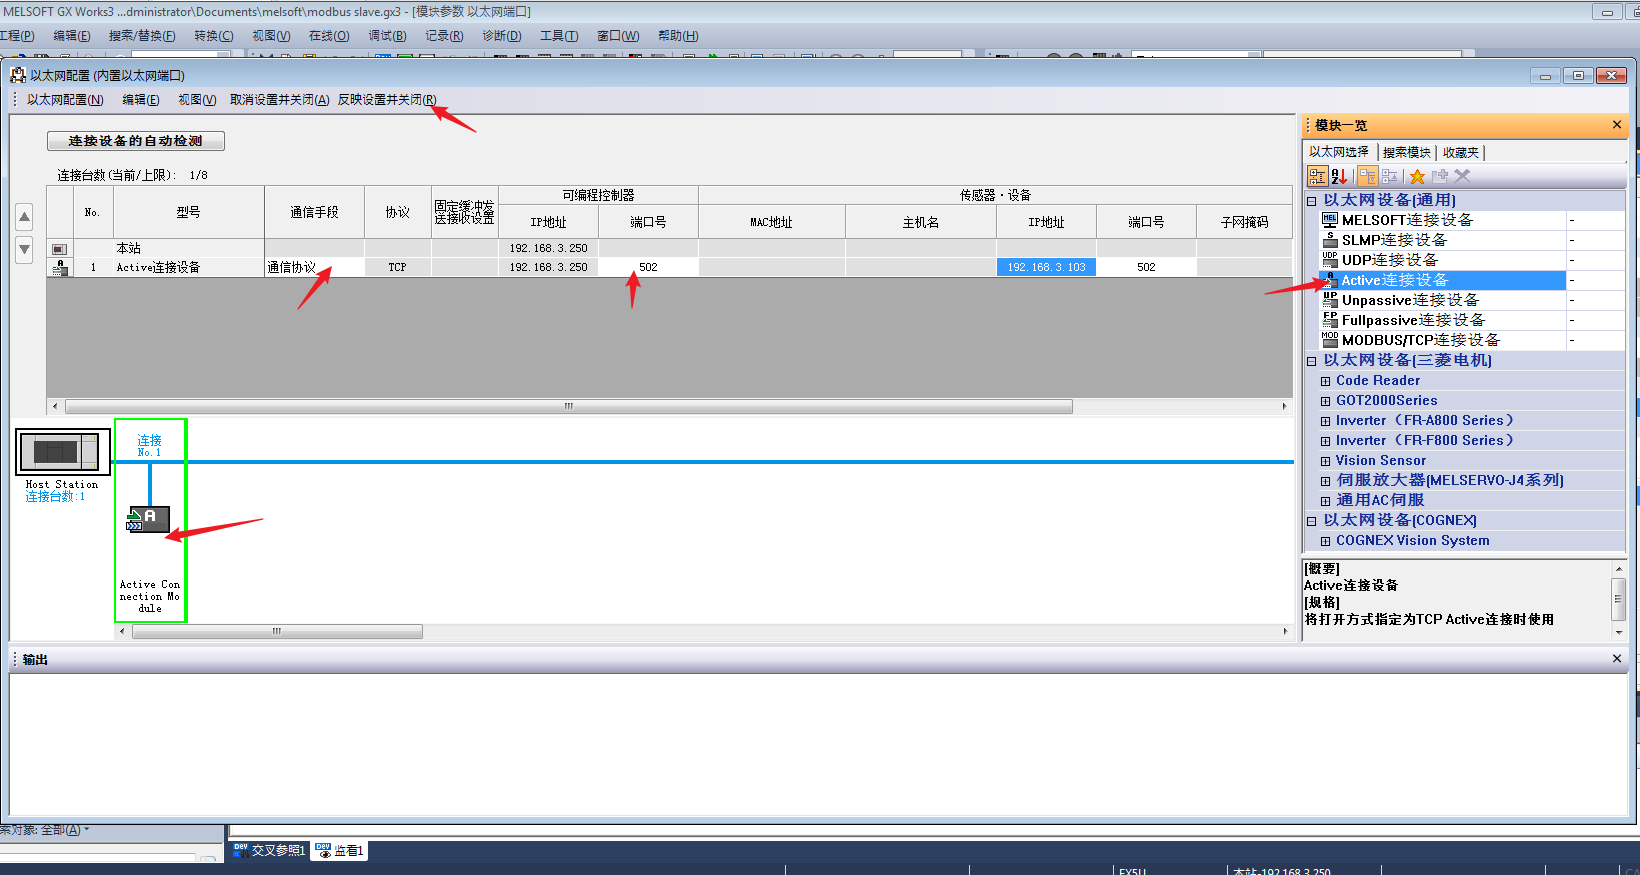 MELSOFT GX Works3 ...dministrator\Documents\melsoft\modbus slave.gx3 - [模块参数 以太网端口]
工程(P) 编辑(E) 搜索/替换(F) 转换(C) 视图(V) 在线(O) 调试(B) 记录(R) 诊断(D) 工具(T) 窗口(W) 帮助(H)
以太网配置 (内置以太网端口)
以太网配置(N) 编辑(E) 视图(V) 取消设置并关闭(A) 反映设置并关闭(R)
连接设备的自动检测
连接台数(当前/上限): 1/8
No. 型号 通信手段 协议 固定缓冲发送接收设置 可编程控制器 传感器・设备
IP地址 端口号 MAC地址 主机名 IP地址 端口号 子网掩码
本站 192.168.3.250
1 Active连接设备 通信协议 TCP 192.168.3.250 502 192.168.3.103 502
连接
No.1
Host Station
连接台数:1
A
Active Con
nection Mo
dule
模块一览
以太网选择 搜索模块 收藏夹
以太网设备(通用)
MELSOFT连接设备 -
SLMP连接设备 -
UDP连接设备 -
Active连接设备 -
Unpassive连接设备 -
Fullpassive连接设备 -
MODBUS/TCP连接设备 -
以太网设备(三菱电机)
Code Reader
GOT2000Series
Inverter（FR-A800 Series）
Inverter（FR-F800 Series）
Vision Sensor
伺服放大器(MELSERVO-J4系列)
通用AC伺服
以太网设备(COGNEX)
COGNEX Vision System
[概要]
Active连接设备
[规格]
将打开方式指定为TCP Active连接时使用
输出
索对象: 全部(A)
交叉参照1 监看1
FX5U 本站-192.168.3.250